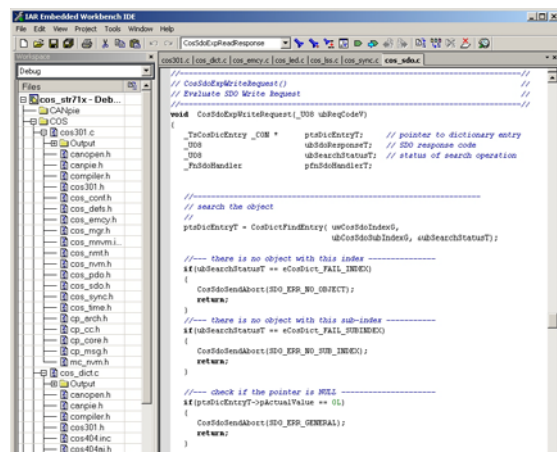 IAR Embedded Workbench IDE
File Edit View Project Tools Window Help
CosSdoExpReadResponse
Workspace
Debug
Files
cos_str71x - Deb...
CANpie
COS
cos301.c
Output
canopen.h
canpie.h
compiler.h
cos301.h
cos_conf.h
cos_defs.h
cos_emcy.h
cos_mgr.h
cos_mnvm.i...
cos_nmt.h
cos_nvm.h
cos_pdo.h
cos_sdo.h
cos_sync.h
cos_time.h
cp_arch.h
cp_cc.h
cp_core.h
cp_msg.h
mc_nvm.h
cos_dict.c
Output
canopen.h
canpie.h
compiler.h
cos301.h
cos404.inc
cos404ai.h
cos301.c cos_dict.c cos_emcy.c cos_led.c cos_lss.c cos_sync.c cos_sdo.c
//----------------------------------------------------------------------------//
// CosSdoExpWriteRequest() //
// Evaluate SDO Write Request //
//----------------------------------------------------------------------------//
void CosSdoExpWriteRequest(_U08 ubReqCodeV)
{
_TsCosDicEntry _CON * ptsDicEntryT; // pointer to dictionary entry
_U08 ubSdoResponseT; // SDO response code
_U08 ubSearchStatusT; // status of search operation
_FnSdoHandler pfnSdoHandlerT;
//----------------------------------------------------------------
// search the object
//
ptsDicEntryT = CosDictFindEntry( uwCosSdoIndexG,
ubCosSdoSubIndexG, &ubSearchStatusT);
//--- there is no object with this index ---------------
if(ubSearchStatusT == eCosDict_FAIL_INDEX)
{
CosSdoSendAbort(SDO_ERR_NO_OBJECT);
return;
}
//--- there is no object with this sub-index -----------
if(ubSearchStatusT == eCosDict_FAIL_SUBINDEX)
{
CosSdoSendAbort(SDO_ERR_NO_SUB_INDEX);
return;
}
//--- check if the pointer is NULL ---------------------
if(ptsDicEntryT->pActualValue == 0L)
{
CosSdoSendAbort(SDO_ERR_GENERAL);
return;
}